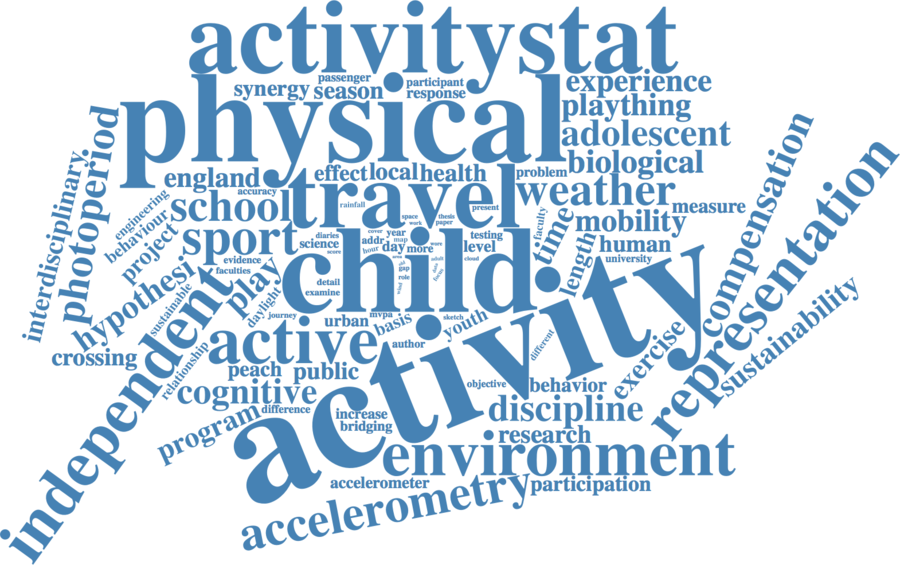 activitystat
passenger
participant
synergy
season
response
experience
physical
plaything
adolescent
biological
england
effect
local
health
problem
accuracy
travel
weather
rainfall
school
measure
mobility
time
faculty
space
work
thesis
paper
present
interdisciplinary
photoperiod
engineering
behaviour
project
sport
diaries
science
cover
year
addr
map
hour
day
more
testing
level
length
human
university
compensation
representation
evidence
faculties
child
hypothesi
sustainable
play
detail
examine
gap
role
wind
adult
data
focus
cloud
daylight
journey
independent
crossing
relationship
active
urban
mvpa
basis
sketch
youth
author
different
activity
exercise
sustainability
peach
public
cognitive
objective
behavior
program
difference
increase
bridging
discipline
research
environment
accelerometer
participation
accelerometry